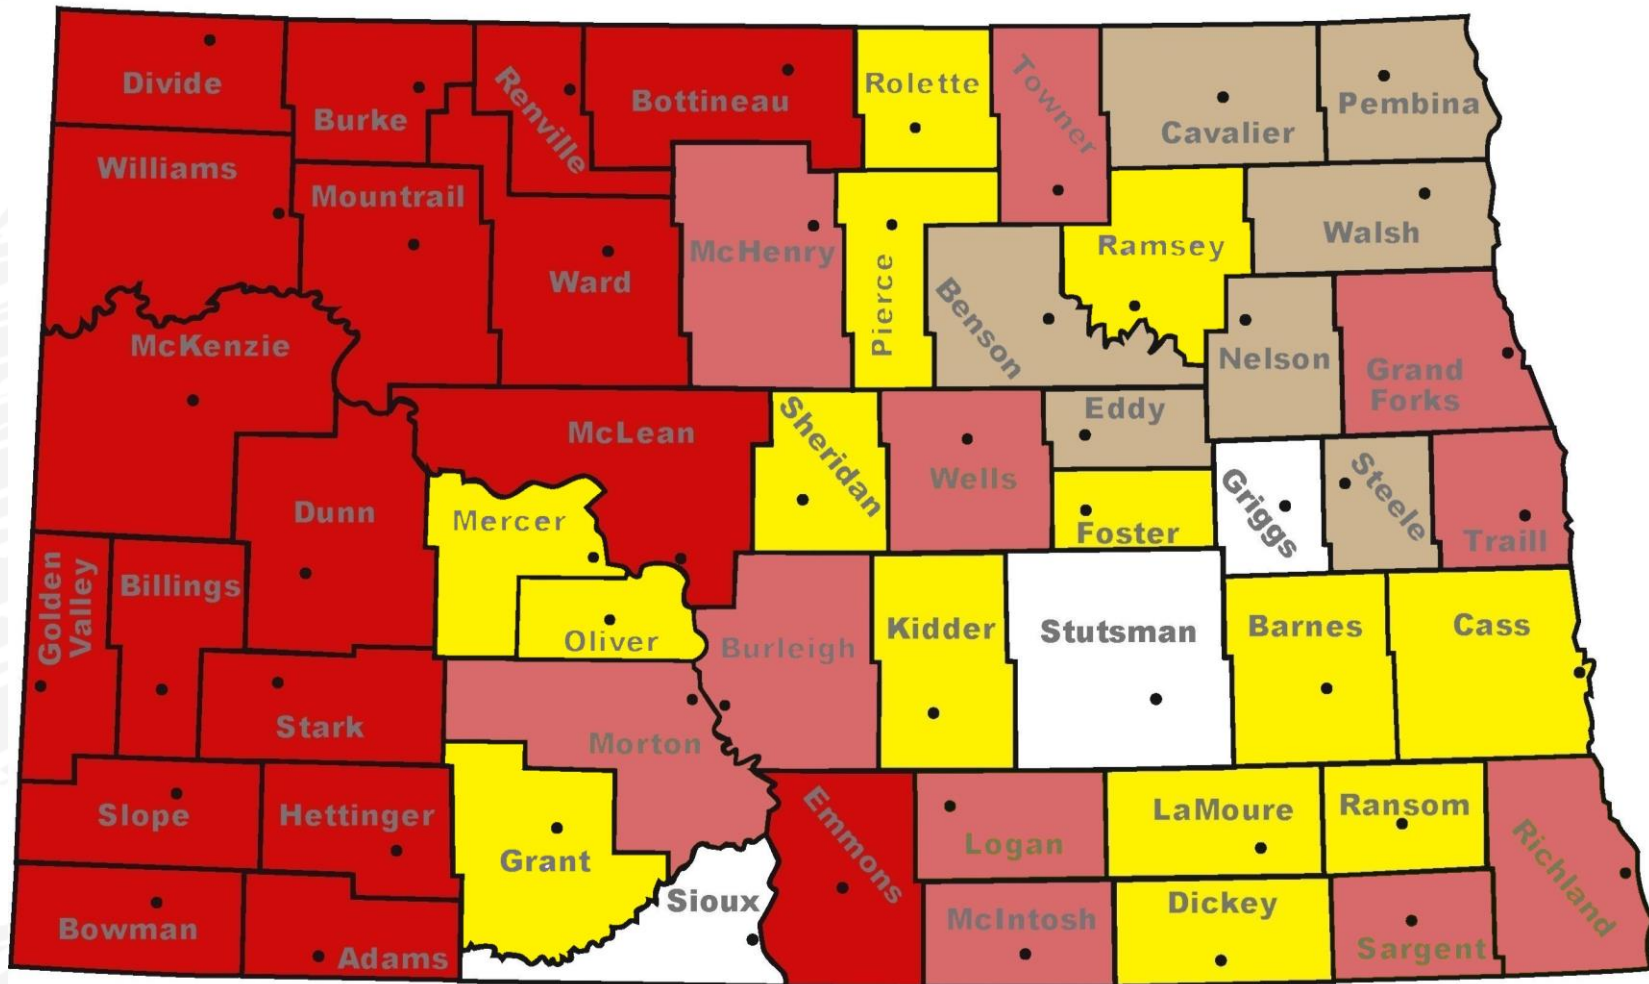 Divide
Burke
Renville
Bottineau
Rolette
Towner
Cavalier
Pembina
Williams
Mountrail
Ward
McHenry
Pierce
Benson
Ramsey
Walsh
Nelson
Grand
Forks
McKenzie
McLean
Sheridan
Wells
Eddy
Foster
Griggs
Steele
Traill
Dunn
Mercer
Oliver
Golden
Valley
Billings
Stark
Morton
Burleigh
Kidder
Stutsman
Barnes
Cass
Slope
Hettinger
Grant
Sioux
Emmons
Logan
LaMoure
Ransom
Richland
Bowman
Adams
McIntosh
Dickey
Sargent